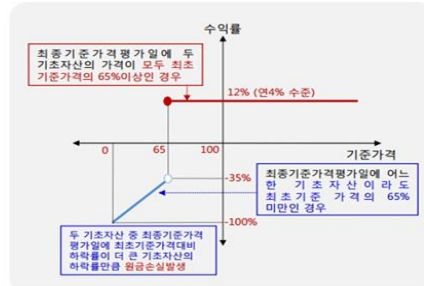 수익률
최종기준가격평가일에 두
기초자산의 가격이 모두 최초
기준가격의 65%이상인 경우
12% (연4% 수준)
0
65
100
기준가격
-35%
-100%
최종기준가격평가일에 어느
한 기초자산이라도
최초기준 가격의 65%
미만인 경우
두 기초자산 중 최종기준가격
평가일에 최초기준가격대비
하락률이 더 큰 기초자산의
하락률만큼 원금손실발생